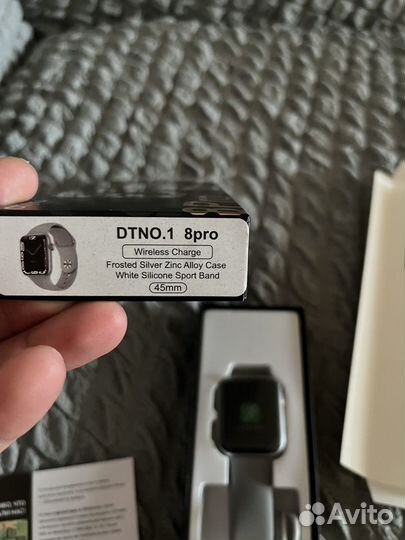 DTNO.1 8pro
Wireless Charge
Frosted Silver Zinc Alloy Case
White Silicone Sport Band
45mm
Avito